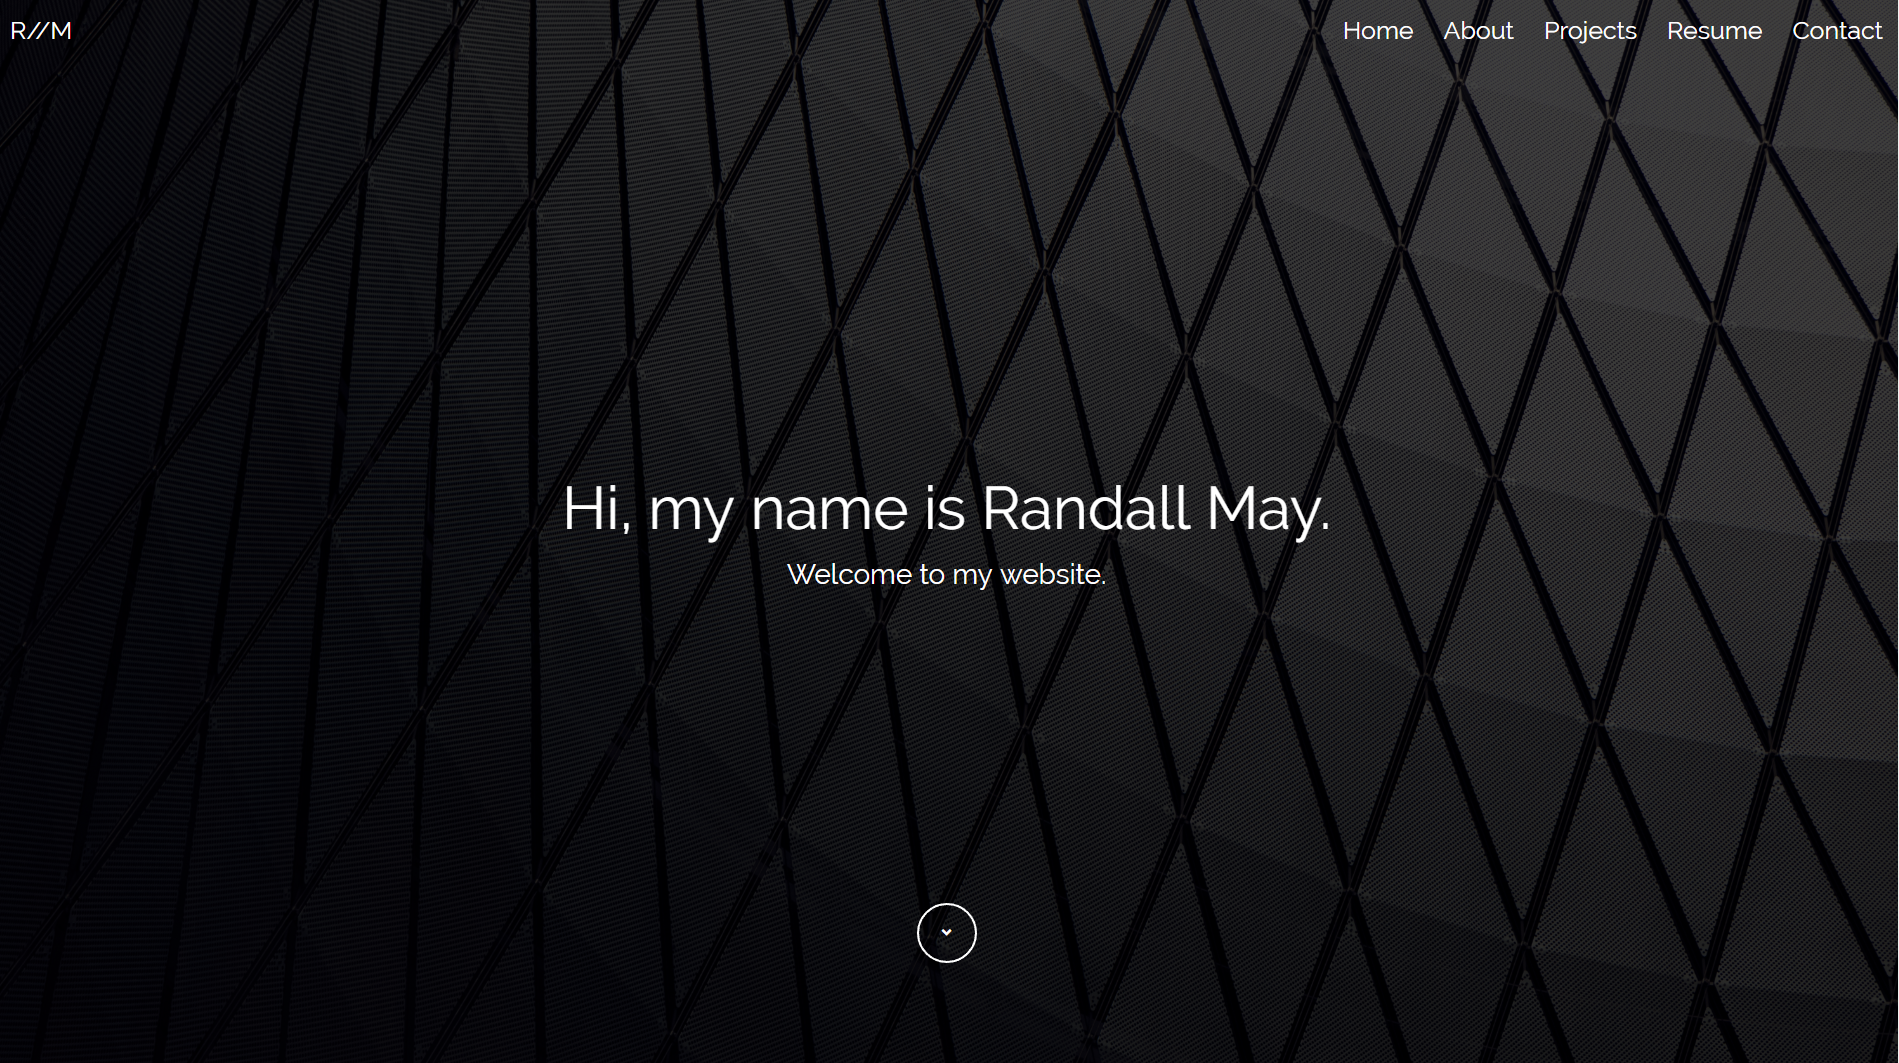 R//M
Home About Projects Resume Contact
Hi, my name is Randall May.
Welcome to my website.